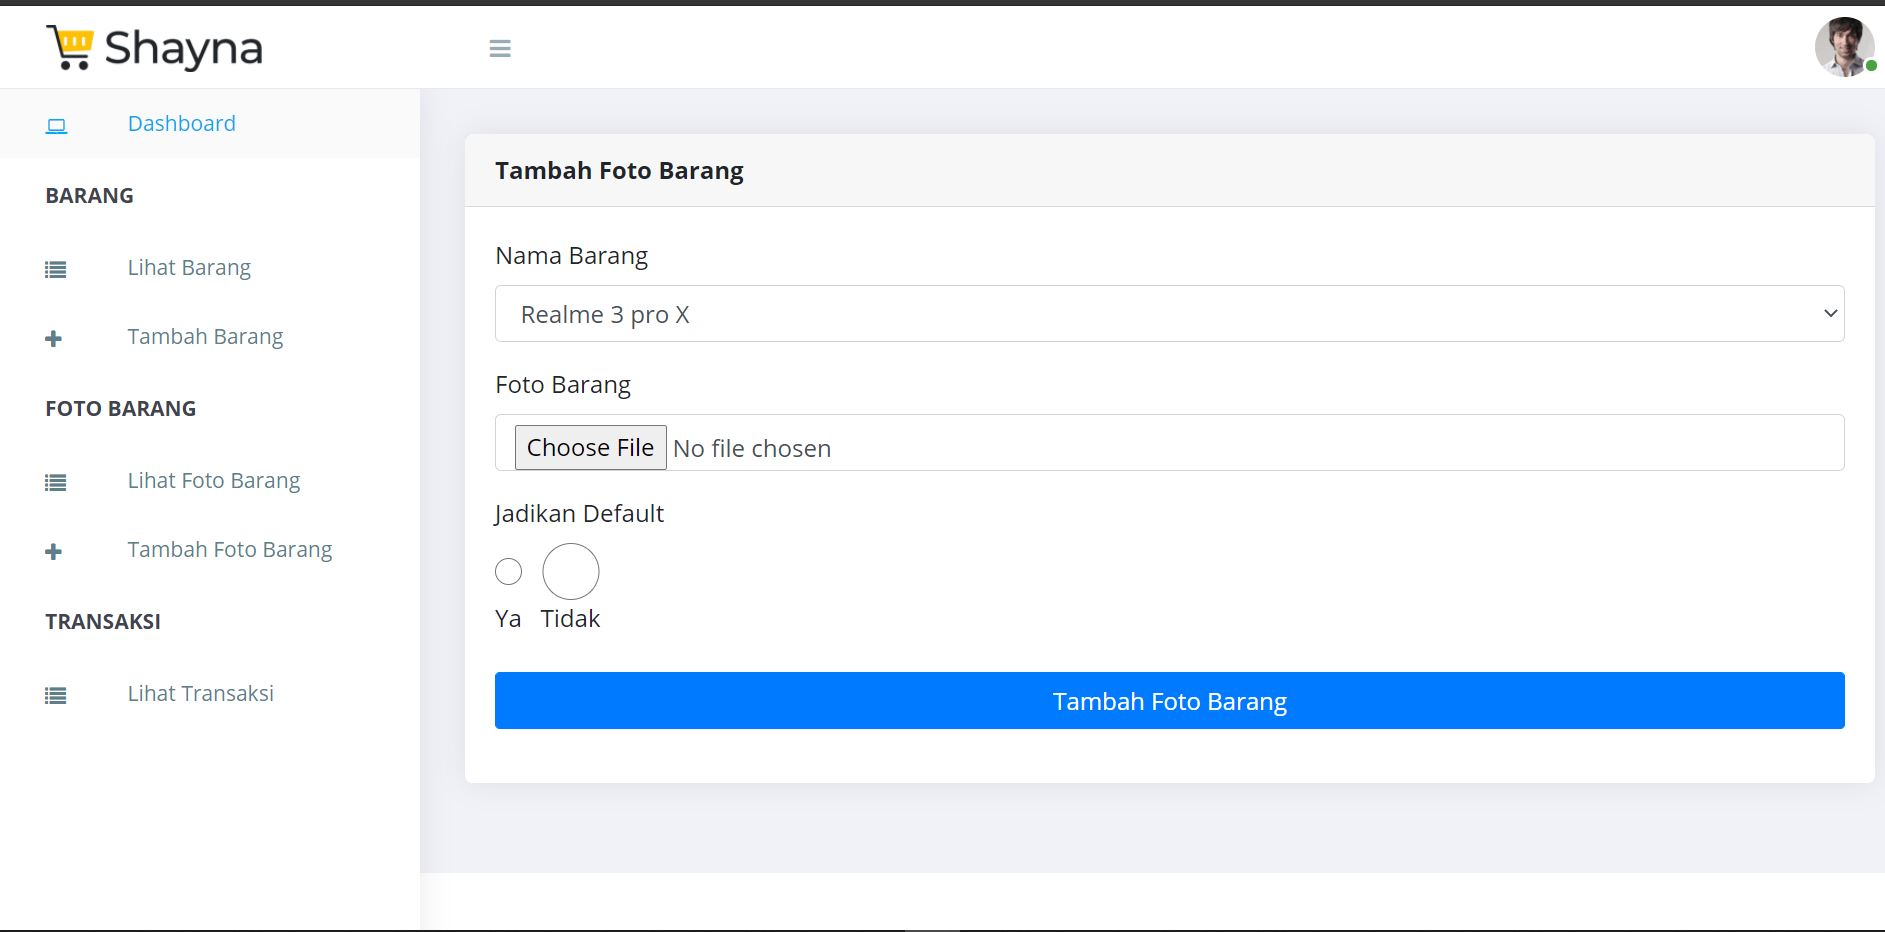 Shayna
Dashboard
BARANG
Lihat Barang
Tambah Barang
FOTO BARANG
Lihat Foto Barang
Tambah Foto Barang
TRANSAKSI
Lihat Transaksi
Tambah Foto Barang
Nama Barang
Realme 3 pro X
Foto Barang
Choose File No file chosen
Jadikan Default
Ya Tidak
Tambah Foto Barang